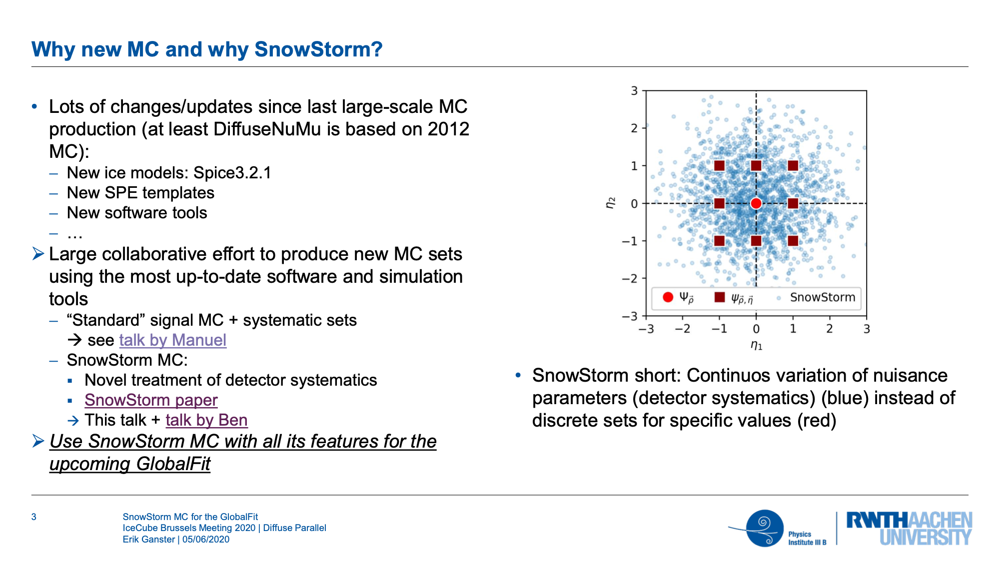 Why new MC and why SnowStorm?
• Lots of changes/updates since last large-scale MC
production (at least DiffuseNuMu is based on 2012
MC):
– New ice models: Spice3.2.1
– New SPE templates
– New software tools
– …
➢ Large collaborative effort to produce new MC sets
using the most up-to-date software and simulation
tools
– “Standard” signal MC + systematic sets
→ see talk by Manuel
– SnowStorm MC:
▪ Novel treatment of detector systematics
▪ SnowStorm paper
→ This talk + talk by Ben
➢ Use SnowStorm MC with all its features for the
upcoming GlobalFit
3
2
1
0
−1
−2
−3
η₂
Ψρ⃗ ψρ⃗,η⃗ SnowStorm
−3 −2 −1 0 1 2 3
η₁
• SnowStorm short: Continuos variation of nuisance
parameters (detector systematics) (blue) instead of
discrete sets for specific values (red)
3
SnowStorm MC for the GlobalFit
IceCube Brussels Meeting 2020 | Diffuse Parallel
Erik Ganster | 05/06/2020
Physics
Institute III B
RWTHAACHEN
UNIVERSITY